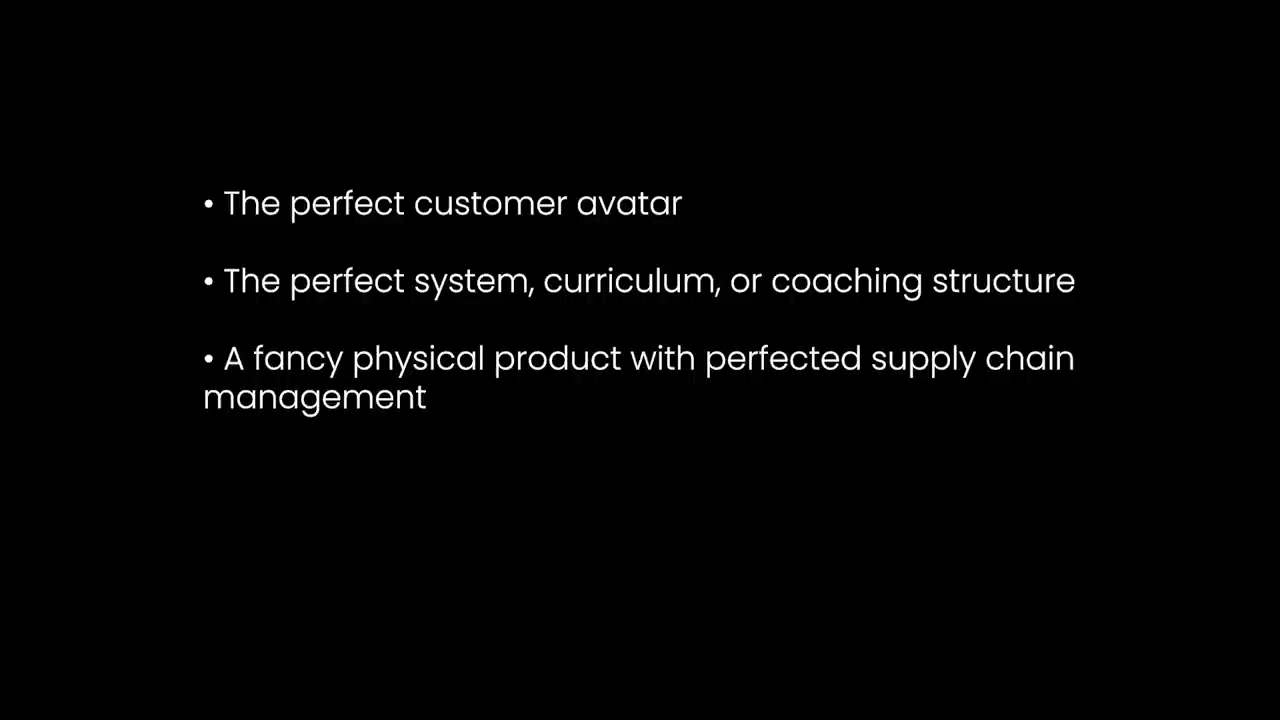 • The perfect customer avatar
• The perfect system, curriculum, or coaching structure
• A fancy physical product with perfected supply chain
management